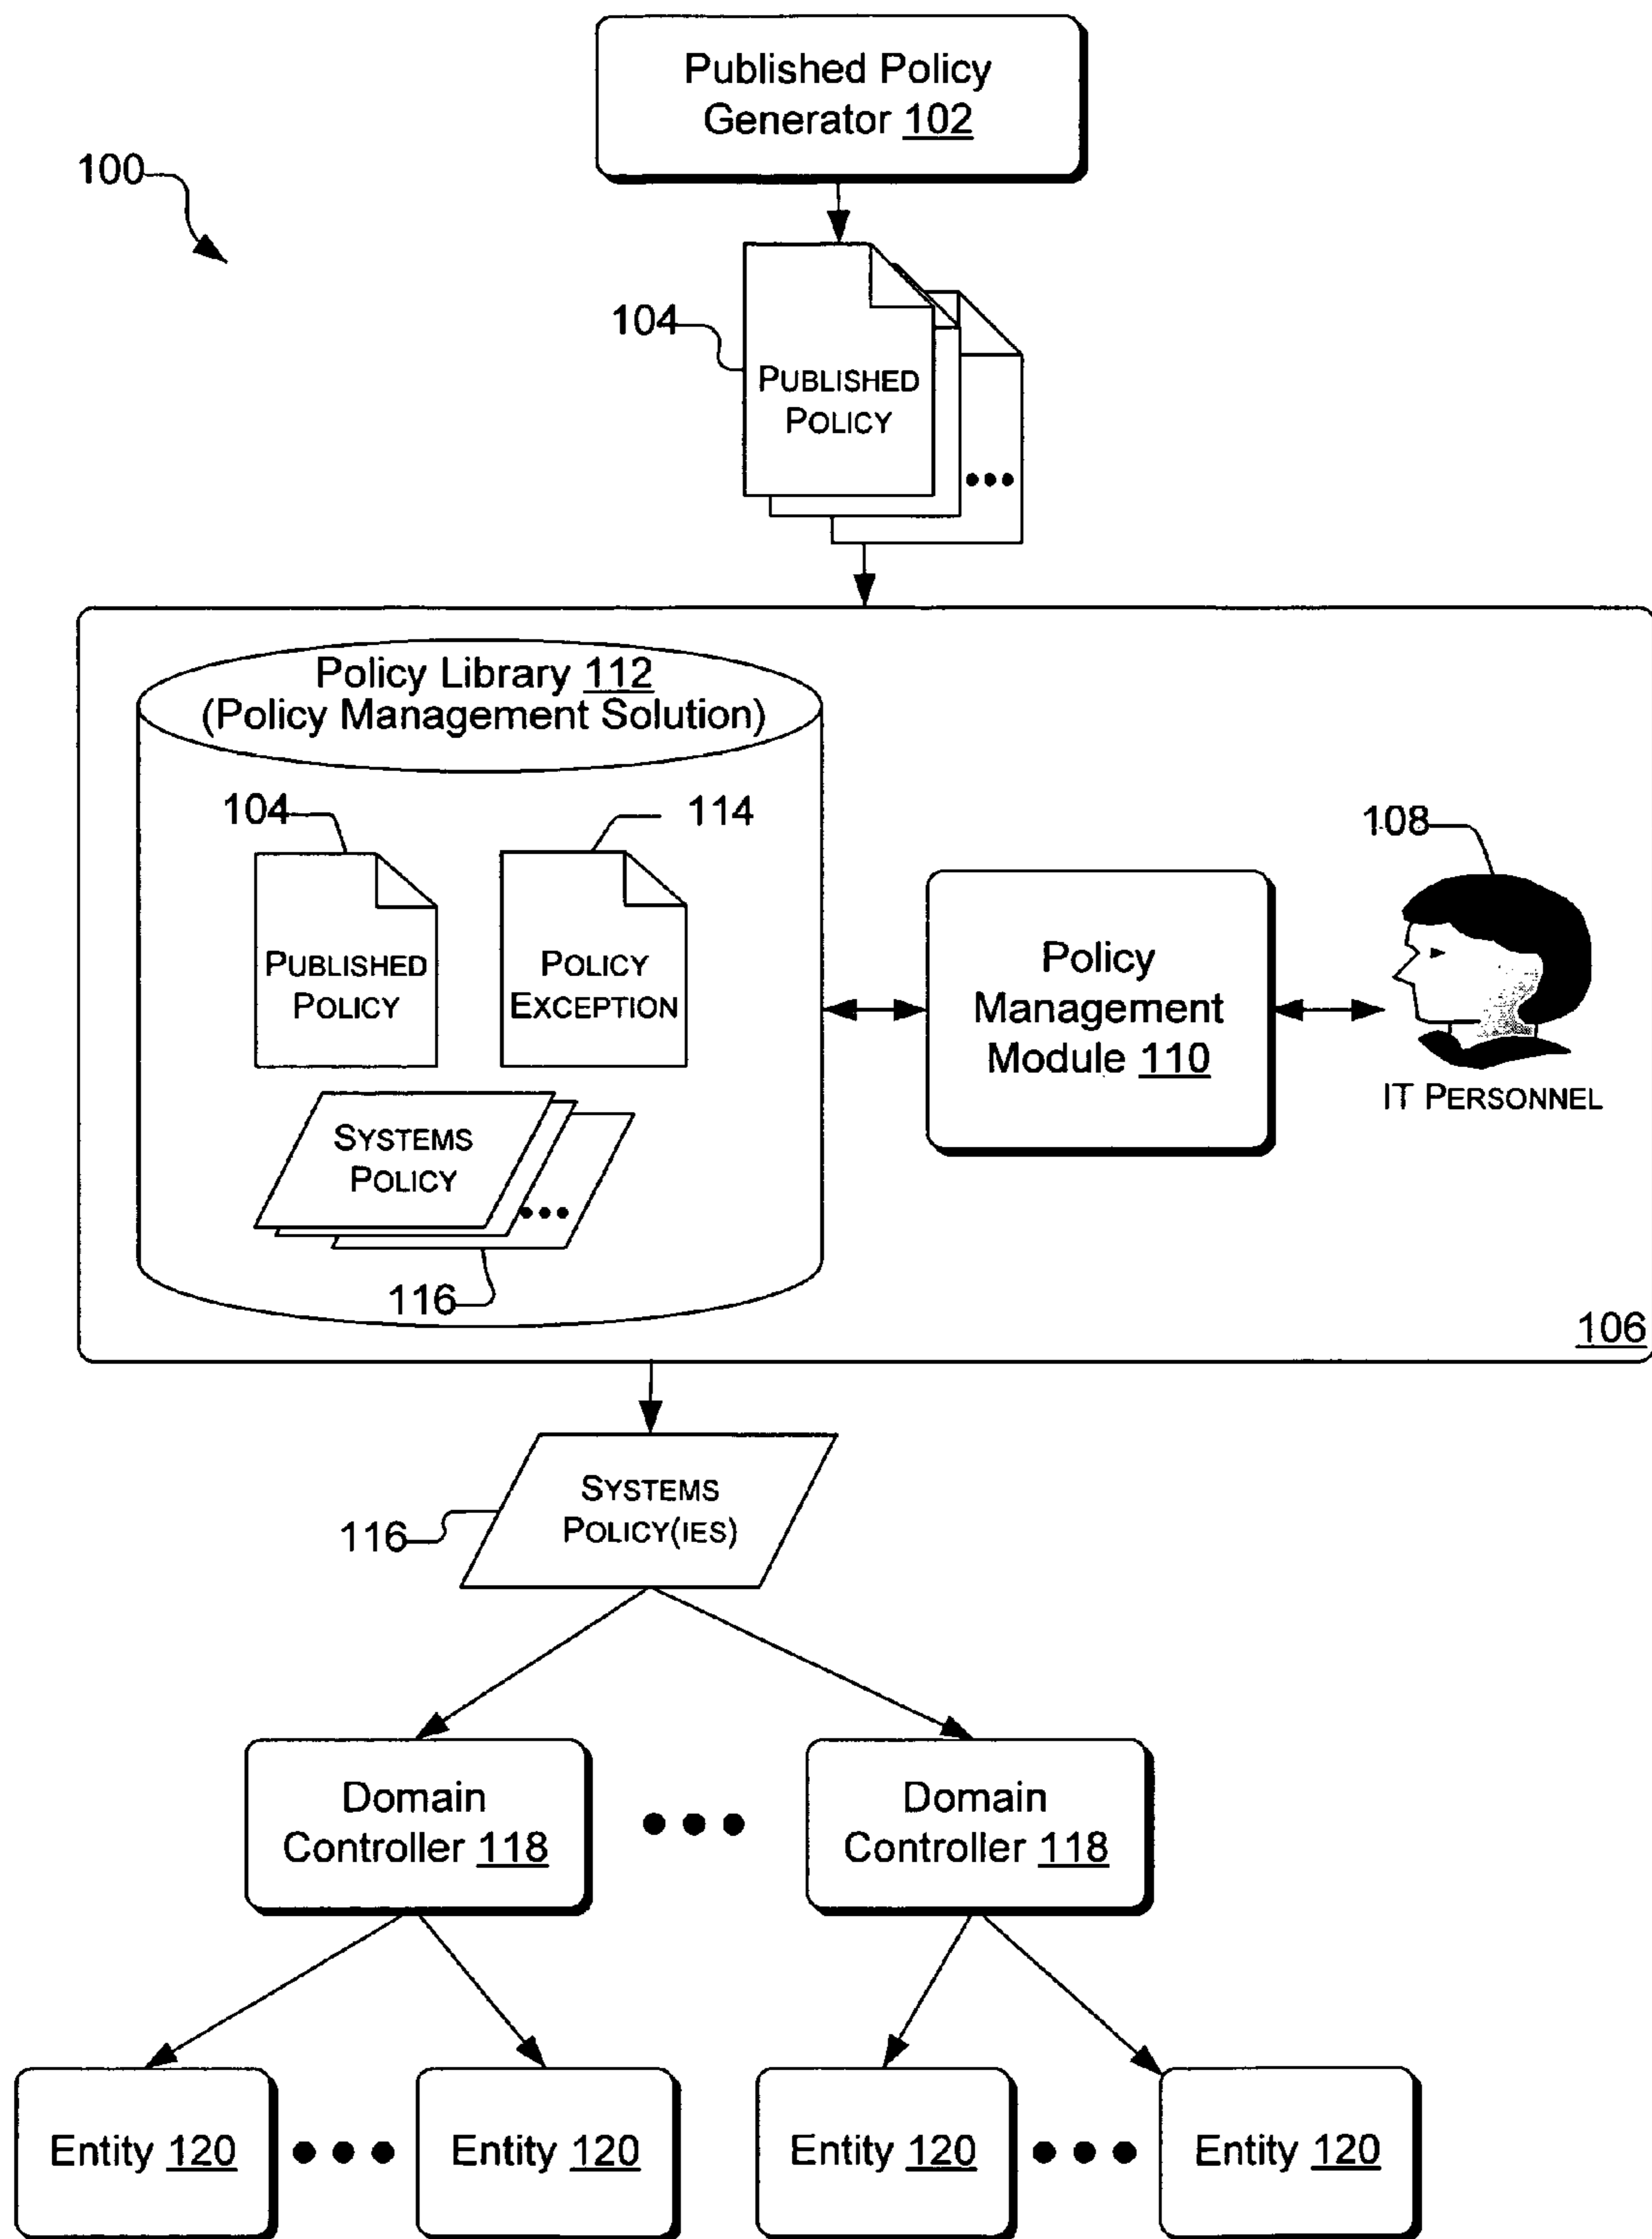 Published Policy
Generator 102
100
104
PUBLISHED
POLICY
Policy Library 112
(Policy Management Solution)
104
114
108
PUBLISHED
POLICY
POLICY
EXCEPTION
Policy
Management
Module 110
IT PERSONNEL
SYSTEMS
POLICY
116
106
SYSTEMS
POLICY(IES)
116
Domain
Controller 118
Domain
Controller 118
Entity 120
Entity 120
Entity 120
Entity 120